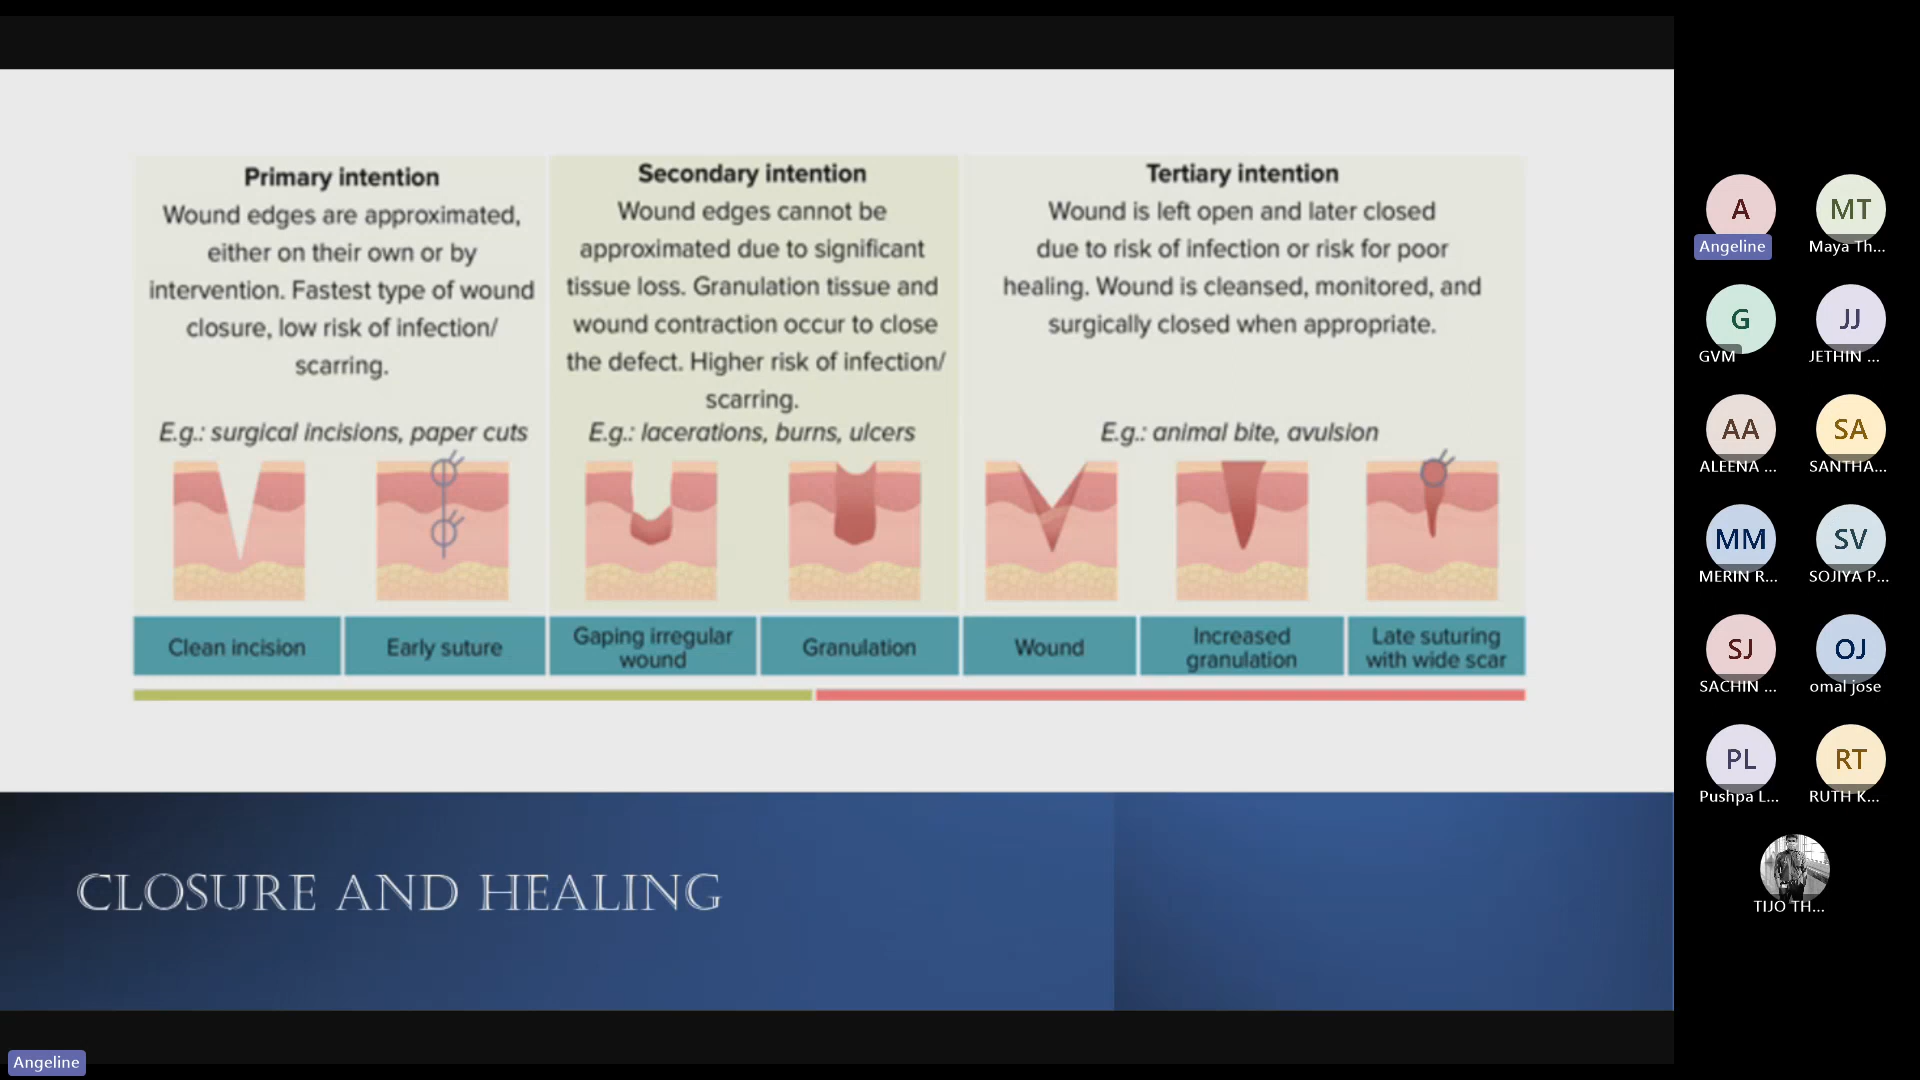 Primary intention
Wound edges are approximated,
either on their own or by
intervention. Fastest type of wound
closure, low risk of infection/
scarring.
E.g.: surgical incisions, paper cuts
Clean incision
Early suture
Secondary intention
Wound edges cannot be
approximated due to significant
tissue loss. Granulation tissue and
wound contraction occur to close
the defect. Higher risk of infection/
scarring.
E.g.: lacerations, burns, ulcers
Gaping irregular
wound
Granulation
Tertiary intention
Wound is left open and later closed
due to risk of infection or risk for poor
healing. Wound is cleansed, monitored, and
surgically closed when appropriate.
E.g.: animal bite, avulsion
Wound
Increased
granulation
Late suturing
with wide scar
CLOSURE AND HEALING
Angeline
A
Angeline
MT
Maya Th...
G
GVM
JJ
JETHIN ...
AA
ALEENA ...
SA
SANTHA...
MM
MERIN R...
SV
SOJIYA P...
SJ
SACHIN ...
OJ
omal jose
PL
Pushpa L...
RT
RUTH K...
TIJO TH...